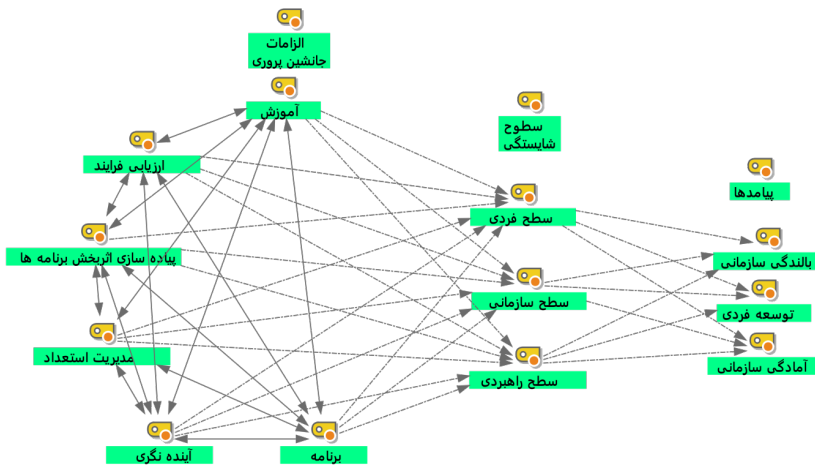 الزامات
جانشین پروری
آموزش
سطوح
شایستگی
ارزیابی فرایند
پیامدها
سطح فردی
پیاده سازی اثربخش برنامه ها
بالندگی سازمانی
سطح سازمانی
توسعه فردی
مدیریت استعداد
آمادگی سازمانی
سطح راهبردی
آینده نگری
برنامه